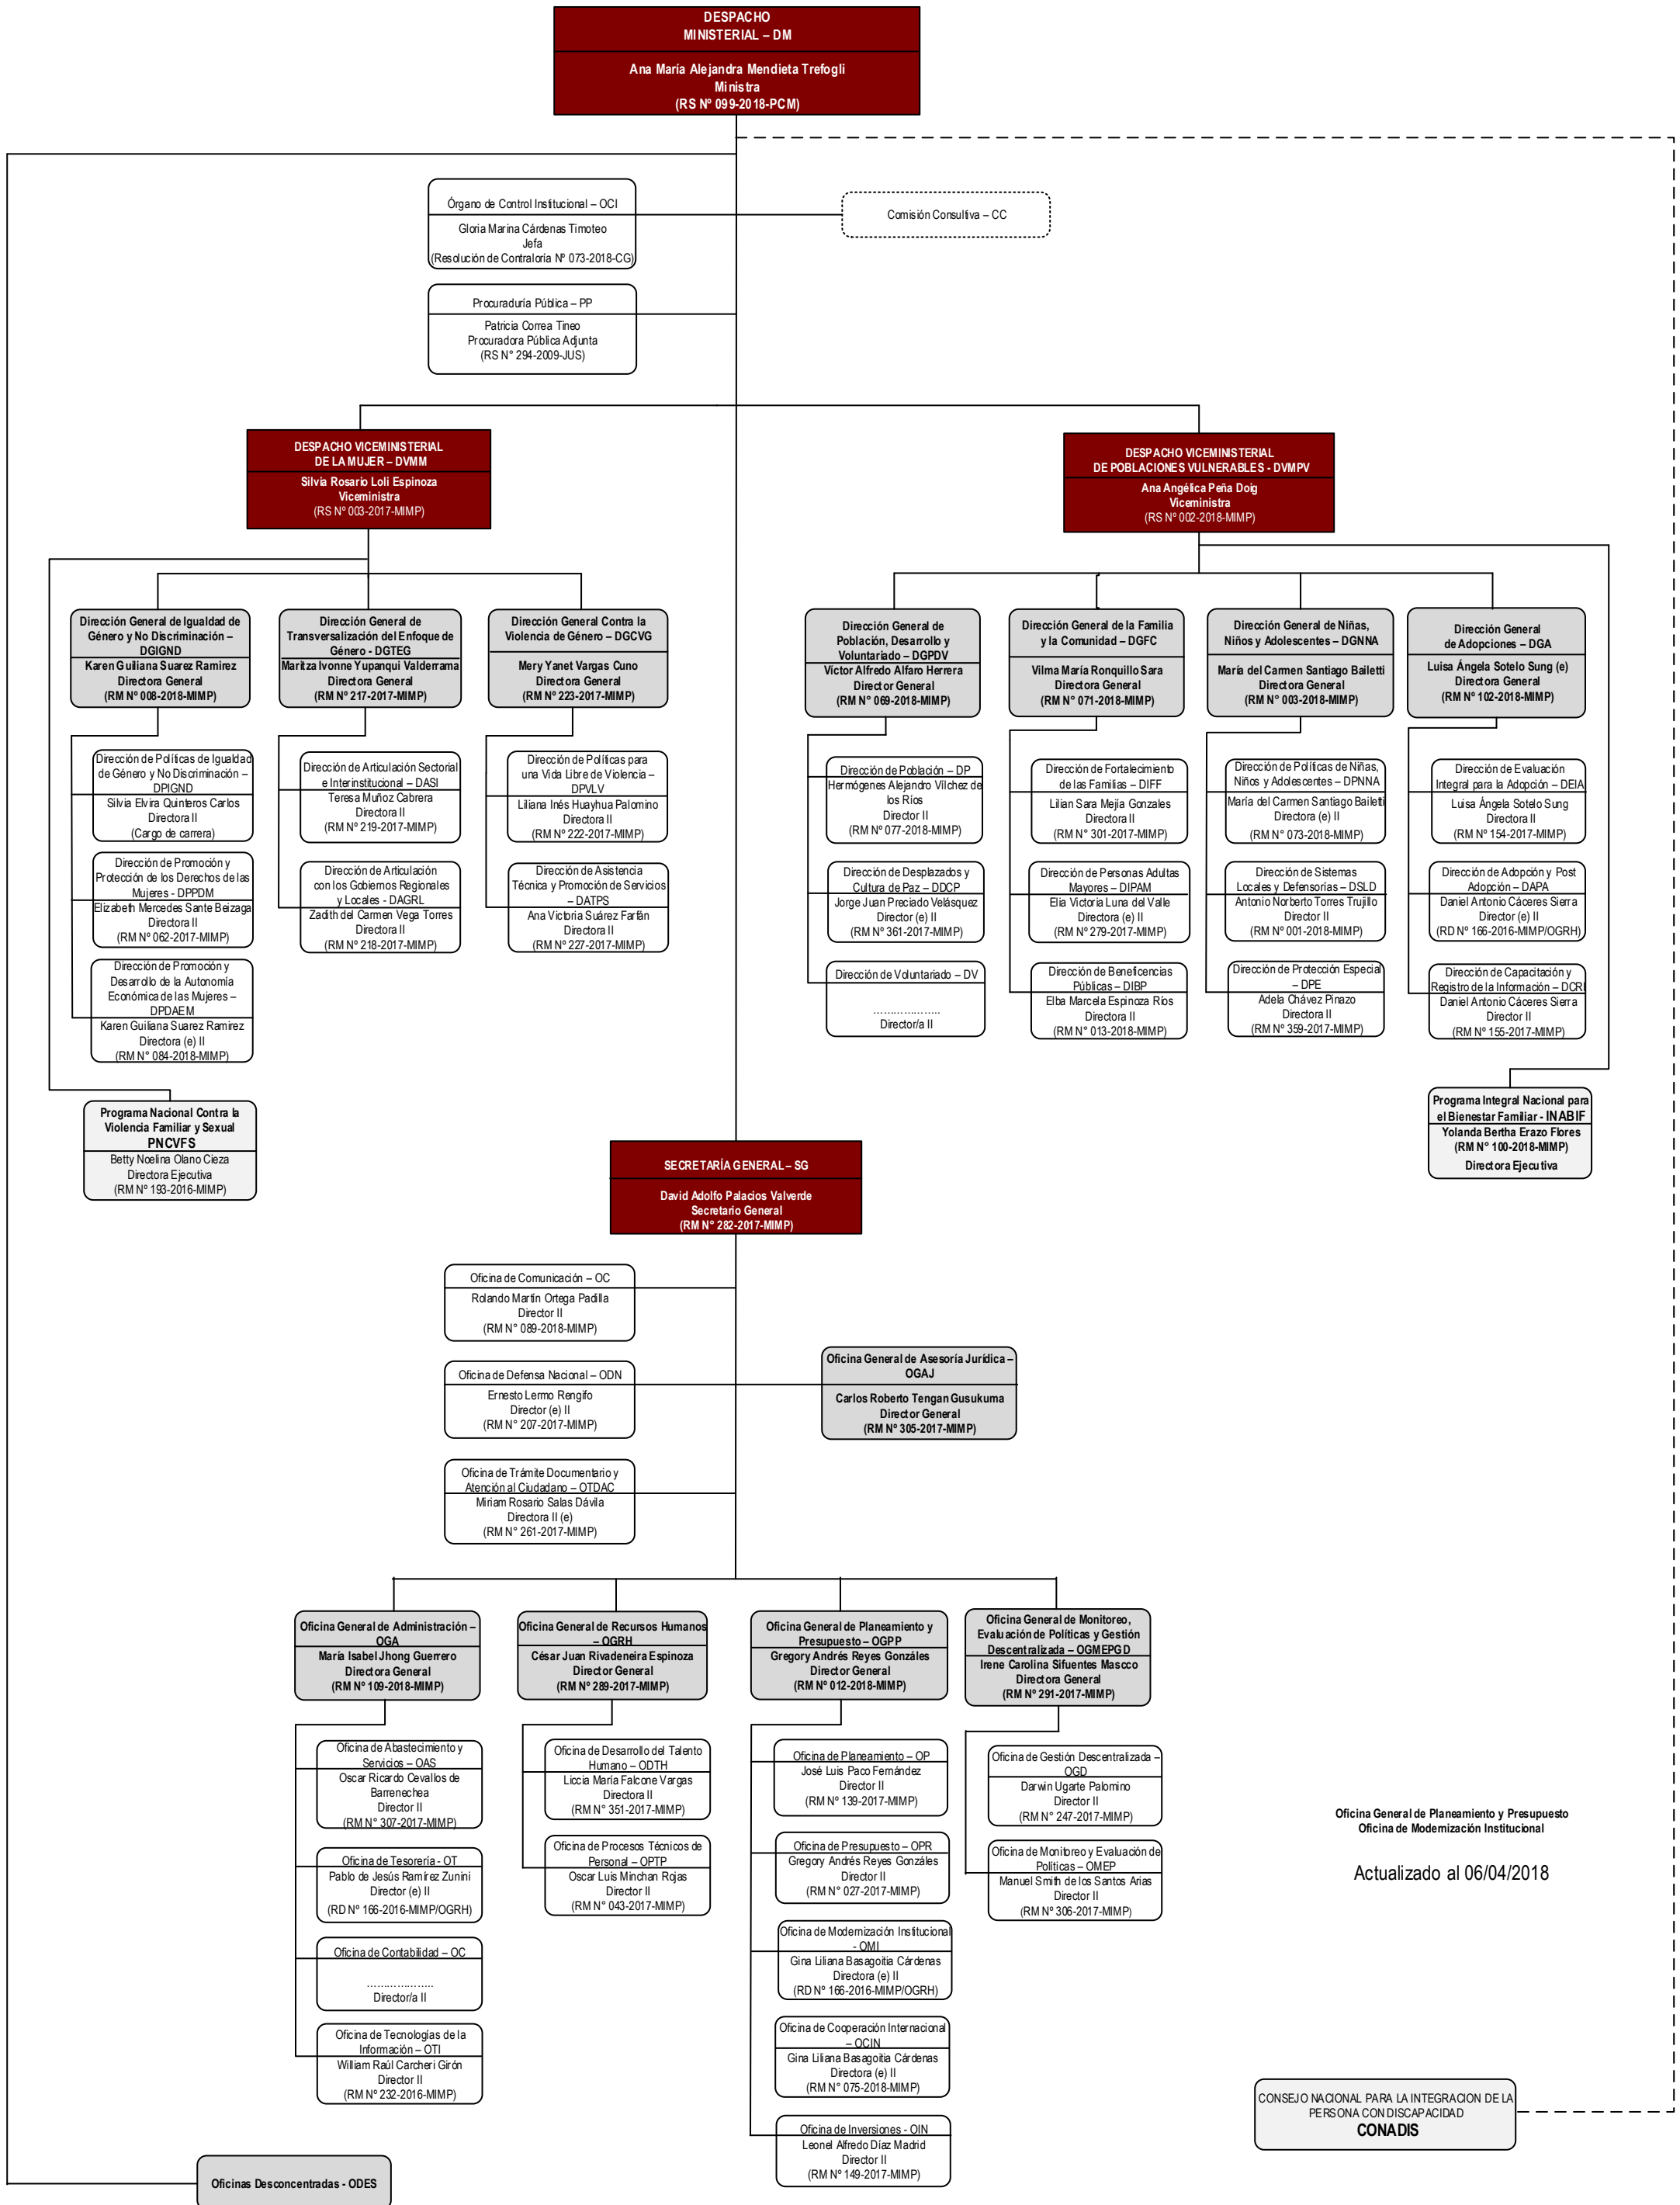 DESPACHO
MINISTERIAL – DM
Ana María Alejandra Mendieta Trefogli
Ministra
(RS Nº 099-2018-PCM)
Órgano de Control Institucional – OCI
Gloria Marina Cárdenas Timoteo
Jefa
(Resolución de Contraloría Nº 073-2018-CG)
Comisión Consultiva – CC
Procuraduría Pública – PP
Patricia Correa Tineo
Procuradora Pública Adjunta
(RS N° 294-2009-JUS)
DESPACHO VICEMINISTERIAL
DE LA MUJER – DVMM
Silvia Rosario Loli Espinoza
Viceministra
(RS Nº 003-2017-MIMP)
DESPACHO VICEMINISTERIAL
DE POBLACIONES VULNERABLES - DVMPV
Ana Angélica Peña Doig
Viceministra
(RS Nº 002-2018-MIMP)
Dirección General de Igualdad de
Género y No Discriminación –
DGIGND
Karen Guiliana Suarez Ramirez
Directora General
(RM Nº 008-2018-MIMP)
Dirección General de
Transversalización del Enfoque de
Género - DGTEG
Maritza Ivonne Yupanqui Valderrama
Directora General
(RM Nº 217-2017-MIMP)
Dirección General Contra la
Violencia de Género – DGCVG
Mery Yanet Vargas Cuno
Directora General
(RM Nº 223-2017-MIMP)
Dirección General de
Población, Desarrollo y
Voluntariado – DGPDV
Víctor Alfredo Alfaro Herrera
Director General
(RM Nº 069-2018-MIMP)
Dirección General de la Familia
y la Comunidad – DGFC
Vilma María Ronquillo Sara
Directora General
(RM Nº 071-2018-MIMP)
Dirección General de Niñas,
Niños y Adolescentes – DGNNA
María del Carmen Santiago Bailetti
Directora General
(RM Nº 003-2018-MIMP)
Dirección General
de Adopciones – DGA
Luisa Ángela Sotelo Sung (e)
Directora General
(RM Nº 102-2018-MIMP)
Dirección de Políticas de Igualdad
de Género y No Discriminación –
DPIGND
Silvia Elvira Quinteros Carlos
Directora II
(Cargo de carrera)
Dirección de Articulación Sectorial
e Interinstitucional – DASI
Teresa Muñoz Cabrera
Directora II
(RM Nº 219-2017-MIMP)
Dirección de Políticas para
una Vida Libre de Violencia –
DPVLV
Liliana Inés Huayhua Palomino
Directora II
(RM N° 222-2017-MIMP)
Dirección de Población – DP
Hermógenes Alejandro Vílchez de
los Ríos
Director II
(RM Nº 077-2018-MIMP)
Dirección de Fortalecimiento
de las Familias – DIFF
Lilian Sara Mejía Gonzales
Directora II
(RM N° 301-2017-MIMP)
Dirección de Políticas de Niñas,
Niños y Adolescentes – DPNNA
María del Carmen Santiago Bailetti
Directora (e) II
(RM Nº 073-2018-MIMP)
Dirección de Evaluación
Integral para la Adopción – DEIA
Luisa Ángela Sotelo Sung
Directora II
(RM Nº 154-2017-MIMP)
Dirección de Promoción y
Protección de los Derechos de las
Mujeres - DPPDM
Elizabeth Mercedes Sante Beizaga
Directora II
(RM N° 062-2017-MIMP)
Dirección de Articulación
con los Gobiernos Regionales
y Locales - DAGRL
Zadith del Carmen Vega Torres
Directora II
(RM N° 218-2017-MIMP)
Dirección de Asistencia
Técnica y Promoción de Servicios
– DATPS
Ana Victoria Suárez Farfán
Directora II
(RM N° 227-2017-MIMP)
Dirección de Desplazados y
Cultura de Paz – DDCP
Jorge Juan Preciado Velásquez
Director (e) II
(RM Nº 361-2017-MIMP)
Dirección de Personas Adultas
Mayores – DIPAM
Elia Victoria Luna del Valle
Directora (e) II
(RM N° 279-2017-MIMP)
Dirección de Sistemas
Locales y Defensorías – DSLD
Antonio Norberto Torres Trujillo
Director II
(RM Nº 001-2018-MIMP)
Dirección de Adopción y Post
Adopción – DAPA
Daniel Antonio Cáceres Sierra
Director (e) II
(RD Nº 166-2016-MIMP/OGRH)
Dirección de Promoción y
Desarrollo de la Autonomía
Económica de las Mujeres –
DPDAEM
Karen Guiliana Suarez Ramirez
Directora (e) II
(RM N° 084-2018-MIMP)
Dirección de Voluntariado – DV
....................
Director/a II
Dirección de Beneficencias
Públicas – DIBP
Elba Marcela Espinoza Ríos
Directora II
(RM N° 013-2018-MIMP)
Dirección de Protección Especial
– DPE
Adela Chávez Pinazo
Directora II
(RM Nº 359-2017-MIMP)
Dirección de Capacitación y
Registro de la Información – DCRI
Daniel Antonio Cáceres Sierra
Director II
(RM Nº 155-2017-MIMP)
Programa Nacional Contra la
Violencia Familiar y Sexual
PNCVFS
Betty Noelina Olano Cieza
Directora Ejecutiva
(RM Nº 193-2016-MIMP)
Programa Integral Nacional para
el Bienestar Familiar - INABIF
Yolanda Bertha Erazo Flores
(RM N° 100-2018-MIMP)
Directora Ejecutiva
SECRETARÍA GENERAL – SG
David Adolfo Palacios Valverde
Secretario General
(RM N° 282-2017-MIMP)
Oficina de Comunicación – OC
Rolando Martín Ortega Padilla
Director II
(RM N° 089-2018-MIMP)
Oficina de Defensa Nacional – ODN
Ernesto Lermo Rengifo
Director (e) II
(RM N° 207-2017-MIMP)
Oficina General de Asesoría Jurídica –
OGAJ
Carlos Roberto Tengan Gusukuma
Director General
(RM Nº 305-2017-MIMP)
Oficina de Trámite Documentario y
Atención al Ciudadano – OTDAC
Miriam Rosario Salas Dávila
Directora II (e)
(RM N° 261-2017-MIMP)
Oficina General de Administración –
OGA
María Isabel Jhong Guerrero
Directora General
(RM Nº 109-2018-MIMP)
Oficina General de Recursos Humanos
– OGRH
César Juan Rivadeneira Espinoza
Director General
(RM Nº 289-2017-MIMP)
Oficina General de Planeamiento y
Presupuesto – OGPP
Gregory Andrés Reyes Gonzáles
Director General
(RM Nº 012-2018-MIMP)
Oficina General de Monitoreo,
Evaluación de Políticas y Gestión
Descentralizada – OGMEPGD
Irene Carolina Sifuentes Mascco
Directora General
(RM Nº 291-2017-MIMP)
Oficina de Abastecimiento y
Servicios – OAS
Oscar Ricardo Cevallos de
Barrenechea
Director II
(RM N° 307-2017-MIMP)
Oficina de Desarrollo del Talento
Humano – ODTH
Liccia María Falcone Vargas
Directora II
(RM N° 351-2017-MIMP)
Oficina de Planeamiento – OP
José Luis Paco Fernández
Director II
(RM N° 139-2017-MIMP)
Oficina de Gestión Descentralizada –
OGD
Darwin Ugarte Palomino
Director II
(RM N° 247-2017-MIMP)
Oficina de Tesorería - OT
Pablo de Jesús Ramírez Zunini
Director (e) II
(RD Nº 166-2016-MIMP/OGRH)
Oficina de Procesos Técnicos de
Personal – OPTP
Oscar Luis Minchan Rojas
Director II
(RM N° 043-2017-MIMP)
Oficina de Presupuesto – OPR
Gregory Andrés Reyes Gonzáles
Director II
(RM N° 027-2017-MIMP)
Oficina de Monitoreo y Evaluación de
Políticas – OMEP
Manuel Smith de los Santos Arias
Director II
(RM N° 306-2017-MIMP)
Oficina General de Planeamiento y Presupuesto
Oficina de Modernización Institucional
Actualizado al 06/04/2018
Oficina de Contabilidad – OC
....................
Director/a II
Oficina de Modernización Institucional
- OMI
Gina Liliana Basagoitia Cárdenas
Directora (e) II
(RD Nº 166-2016-MIMP/OGRH)
Oficina de Tecnologías de la
Información – OTI
William Raúl Carcheri Girón
Director II
(RM N° 232-2016-MIMP)
Oficina de Cooperación Internacional
– OCIN
Gina Liliana Basagoitia Cárdenas
Directora (e) II
(RM N° 075-2018-MIMP)
Oficina de Inversiones - OIN
Leonel Alfredo Díaz Madrid
Director II
(RM N° 149-2017-MIMP)
CONSEJO NACIONAL PARA LA INTEGRACION DE LA
PERSONA CON DISCAPACIDAD
CONADIS
Oficinas Desconcentradas - ODES